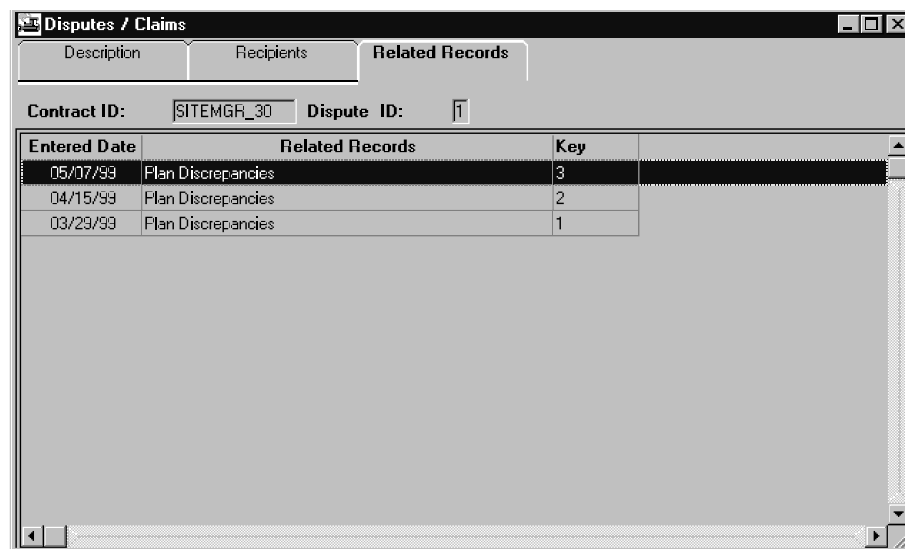 Disputes / Claims
Description Recipients Related Records
Contract ID: SITEMGR_30 Dispute ID: 1
Entered Date Related Records Key
05/07/99 Plan Discrepancies 3
04/15/99 Plan Discrepancies 2
03/29/99 Plan Discrepancies 1